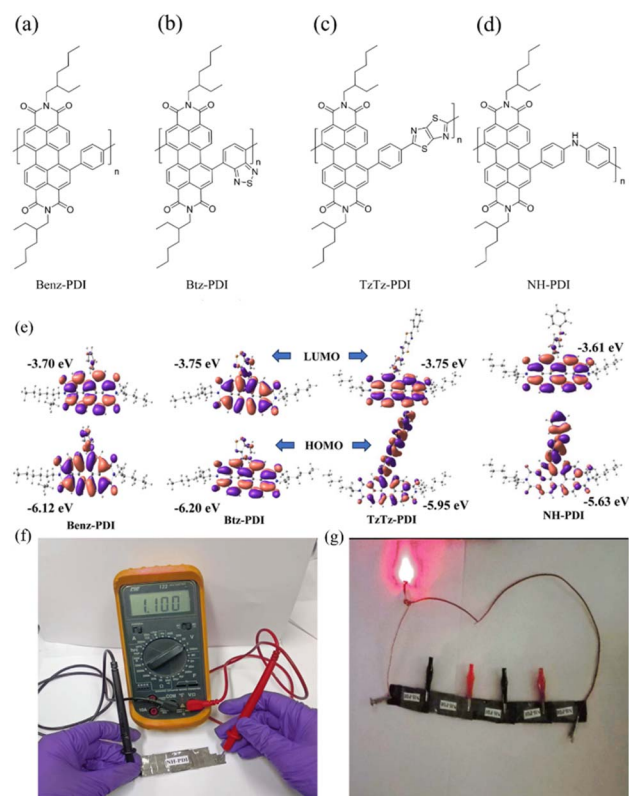 (a) (b) (c) (d)
O N O
O N O
O N O
O N O
S
N
N
S
H
N
n
N S N
n
n
n
O N O
O N O
O N O
O N O
Benz-PDI Btz-PDI TzTz-PDI NH-PDI
(e)
-3.70 eV -3.75 eV LUMO -3.75 eV -3.61 eV
HOMO
-6.12 eV -6.20 eV -5.95 eV -5.63 eV
Benz-PDI Btz-PDI TzTz-PDI NH-PDI
(f) (g)
1.100
NH-PDI